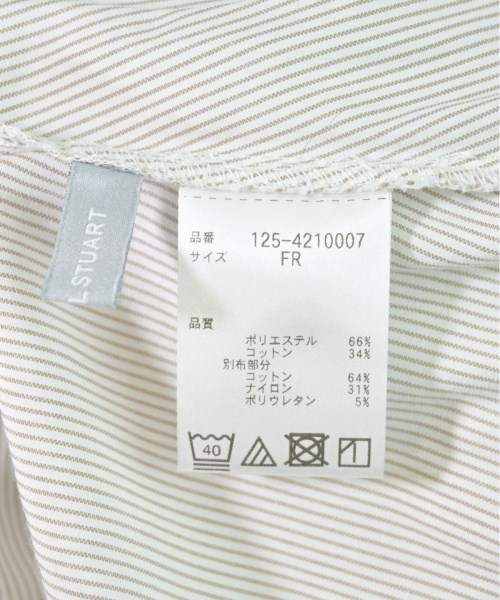 L STUART
品番 125-4210007
サイズ FR
品質
ポリエステル 66%
コットン 34%
別布部分
コットン 64%
ナイロン 31%
ポリウレタン 5%
40